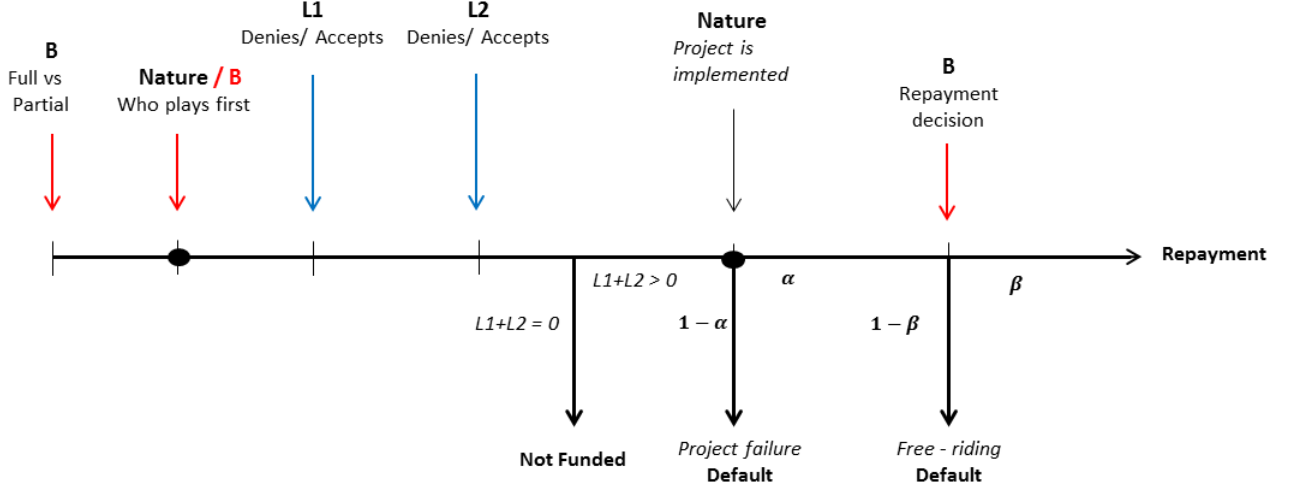 B
Full vs
Partial
Nature / B
Who plays first
L1
Denies/ Accepts
L2
Denies/ Accepts
Nature
Project is
implemented
B
Repayment
decision
Repayment
L1+L2 > 0
α
β
L1+L2 = 0
1 − α
1 − β
Not Funded
Project failure
Default
Free - riding
Default